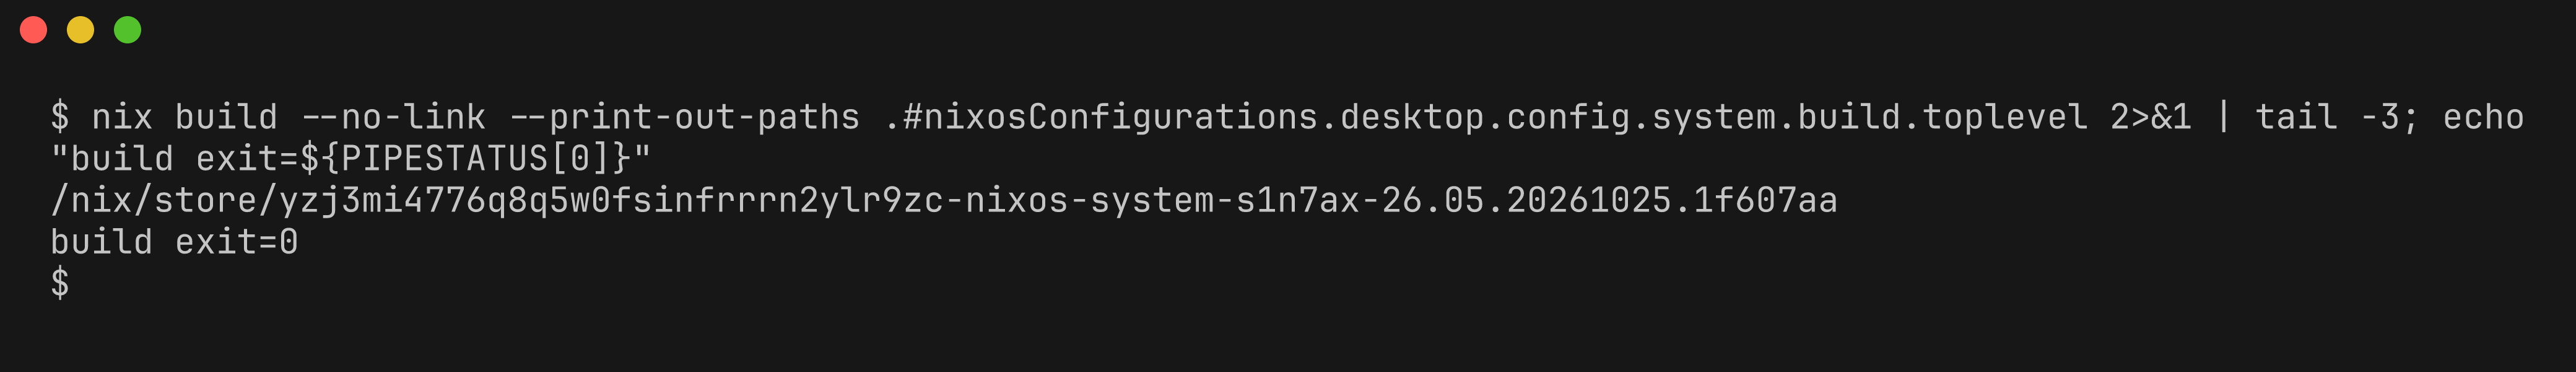 $ nix build --no-link --print-out-paths .#nixosConfigurations.desktop.config.system.build.toplevel 2>&1 | tail -3; echo
"build exit=${PIPESTATUS[0]}"
/nix/store/yzj3mi4776q8q5w0fsinfrrrn2ylr9zc-nixos-system-s1n7ax-26.05.20261025.1f607aa
build exit=0
$